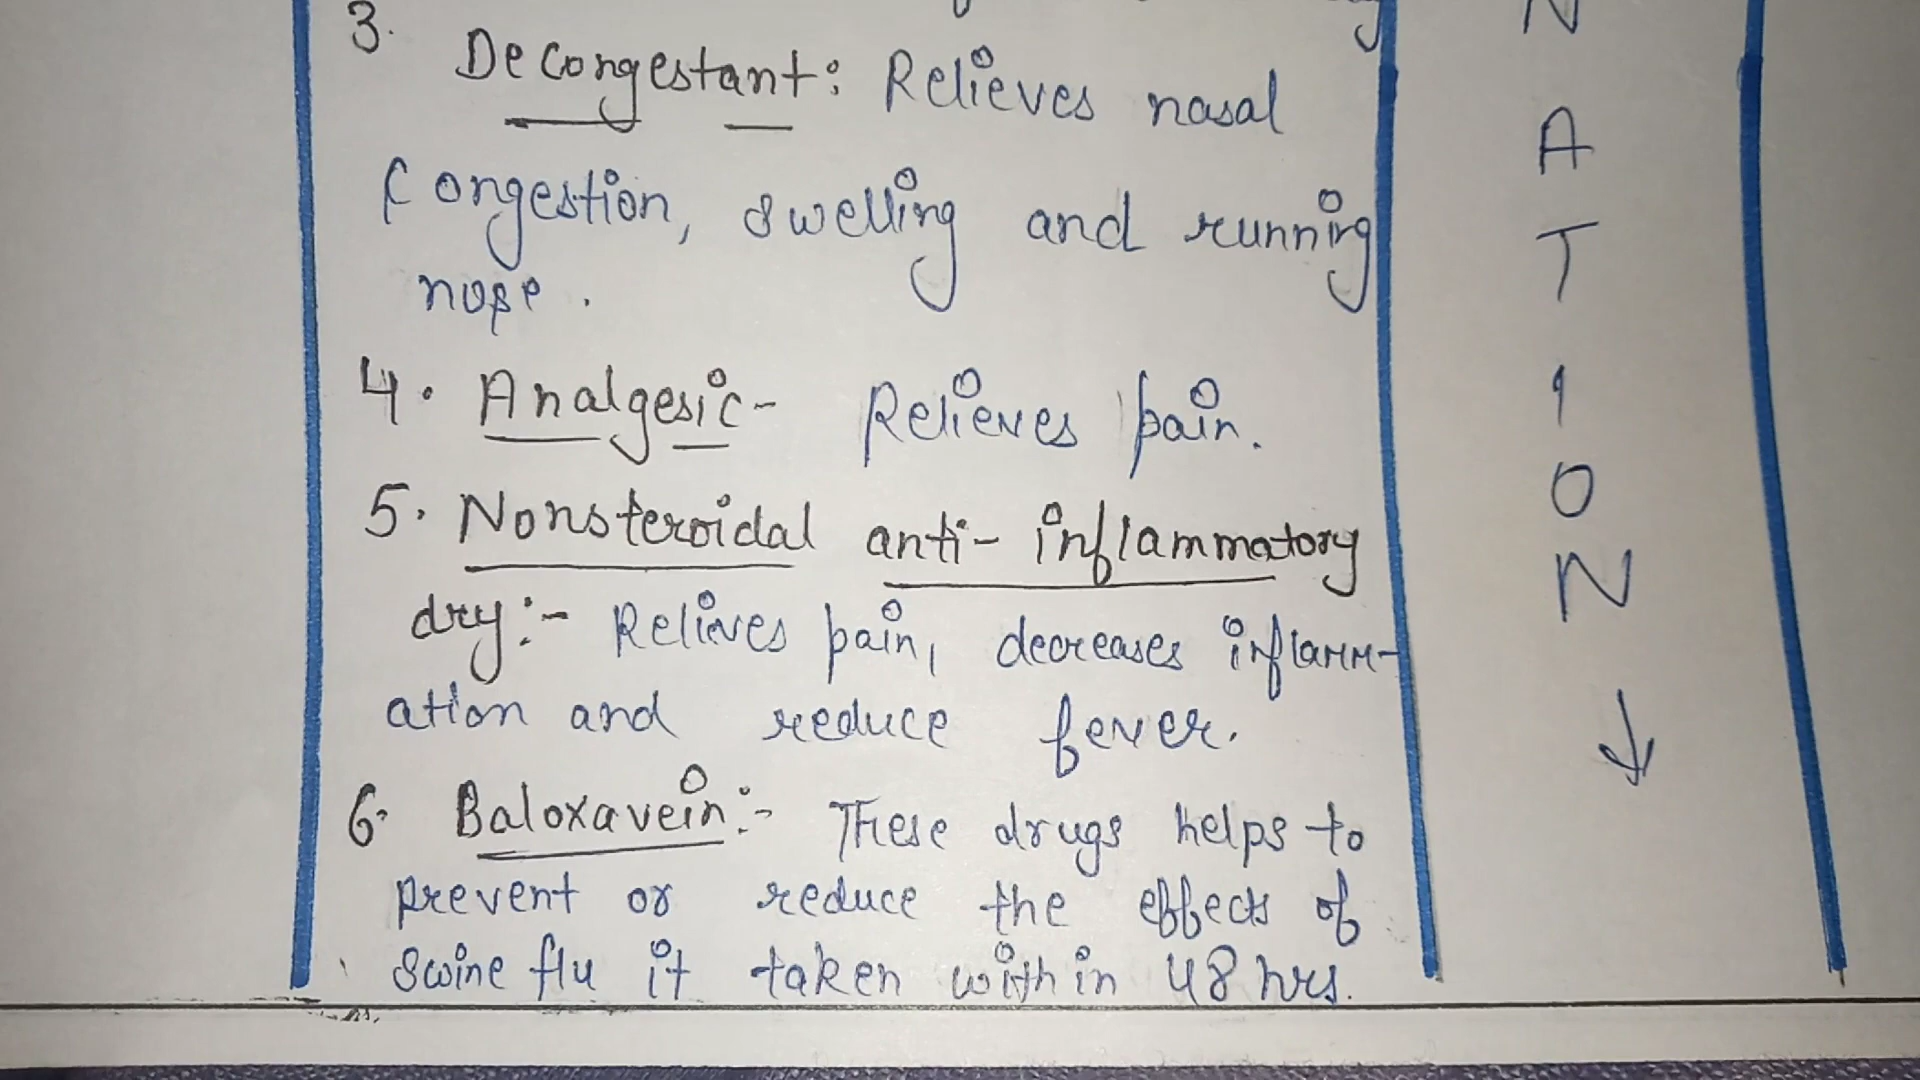 3.
Decongestant: Relieves nasal
Congestion, swelling and running
nose.
4. Analgesic- Relieves pain.
5. Nonsteroidal anti- inflammatory
dry:- Relieves pain, decreases inflamm-
ation and reduce fever.
6. Baloxavein:- These drugs helps to
prevent or reduce the effects of
swine flu it taken within 48 hrs.
N
A
T
I
O
N
↓